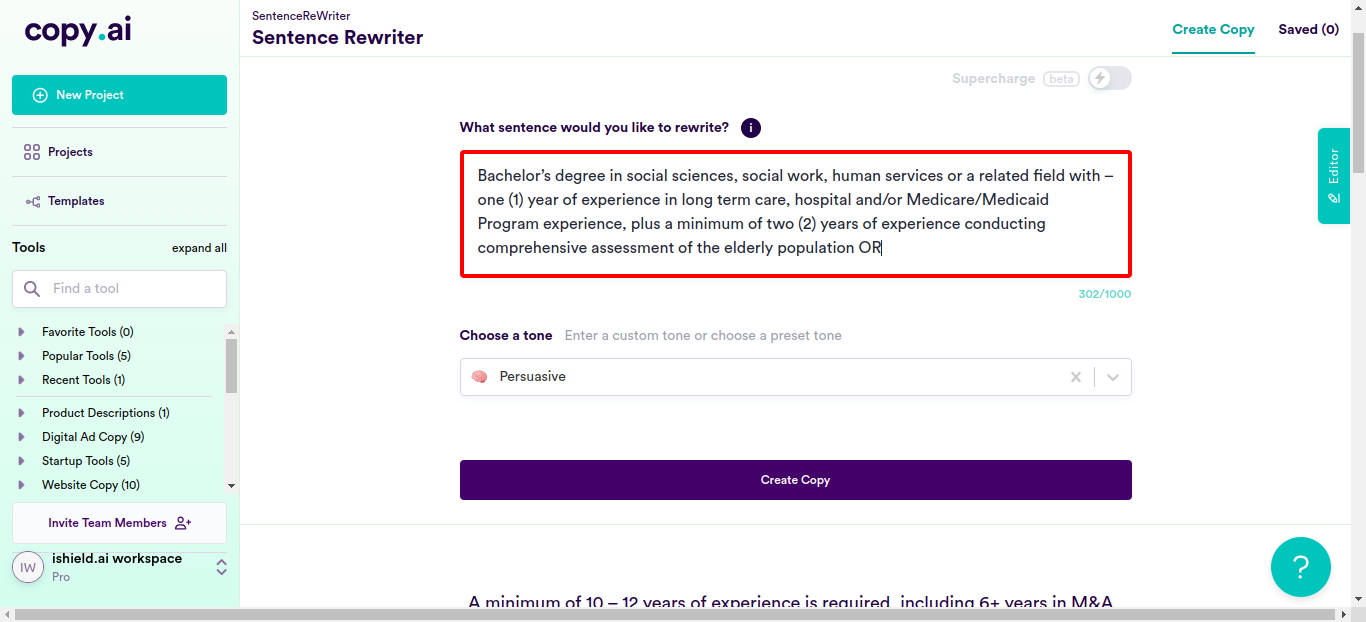 copy.ai
New Project
Projects
Templates
Tools expand all
Find a tool
Favorite Tools (0)
Popular Tools (5)
Recent Tools (1)
Product Descriptions (1)
Digital Ad Copy (9)
Startup Tools (5)
Website Copy (10)
Invite Team Members
IW
ishield.ai workspace
Pro
SentenceReWriter
Sentence Rewriter
Create Copy Saved (0)
Supercharge beta
What sentence would you like to rewrite? i
Bachelor’s degree in social sciences, social work, human services or a related field with –
one (1) year of experience in long term care, hospital and/or Medicare/Medicaid
Program experience, plus a minimum of two (2) years of experience conducting
comprehensive assessment of the elderly population OR
302/1000
Choose a tone Enter a custom tone or choose a preset tone
Persuasive
Create Copy
A minimum of 10 – 12 years of experience is required, including 6+ years in M&A
Editor
?